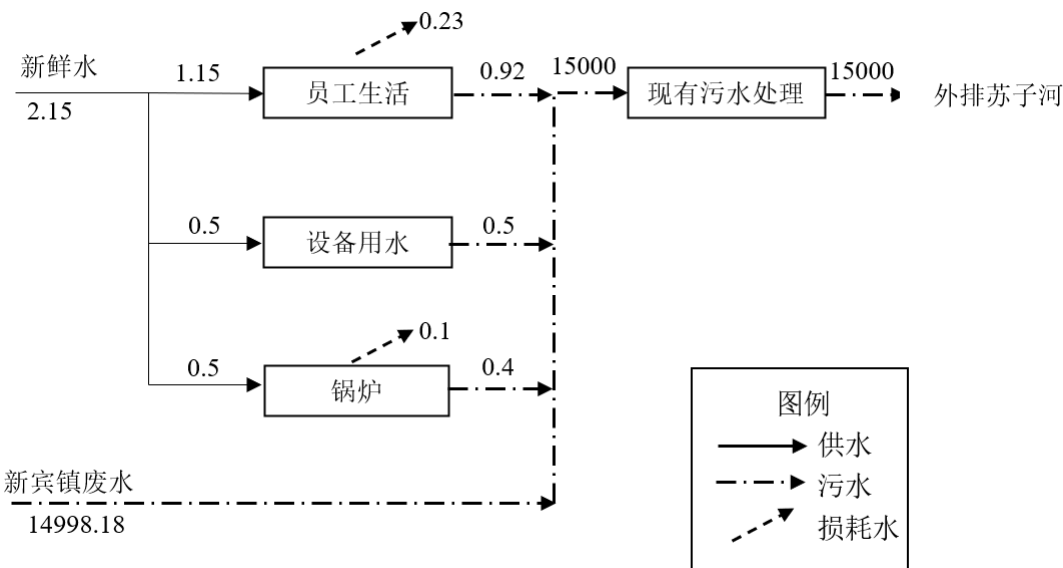 0.23
新鲜水 1.15 员工生活 0.92 15000 现有污水处理 15000 外排苏子河
2.15
0.5 设备用水 0.5
0.1
0.5 锅炉 0.4
图例
供水
新宾镇废水
污水
14998.18
损耗水